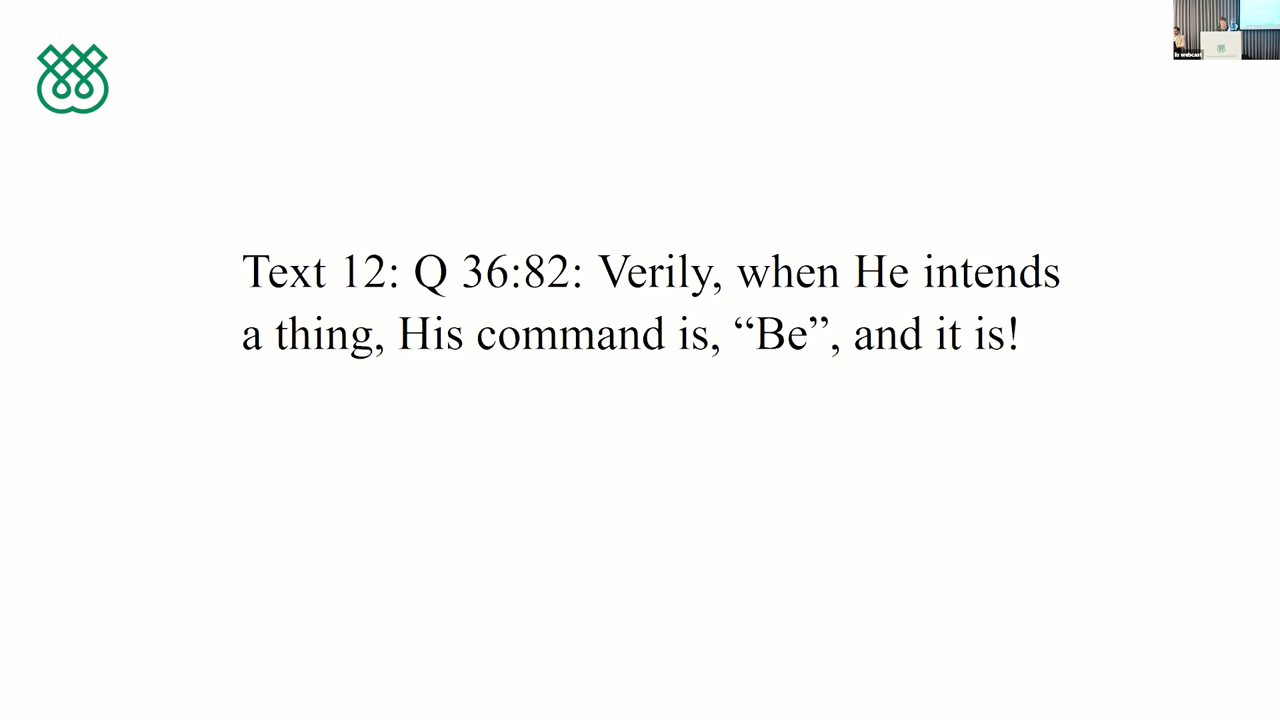 Text 12: Q 36:82: Verily, when He intends
a thing, His command is, “Be”, and it is!